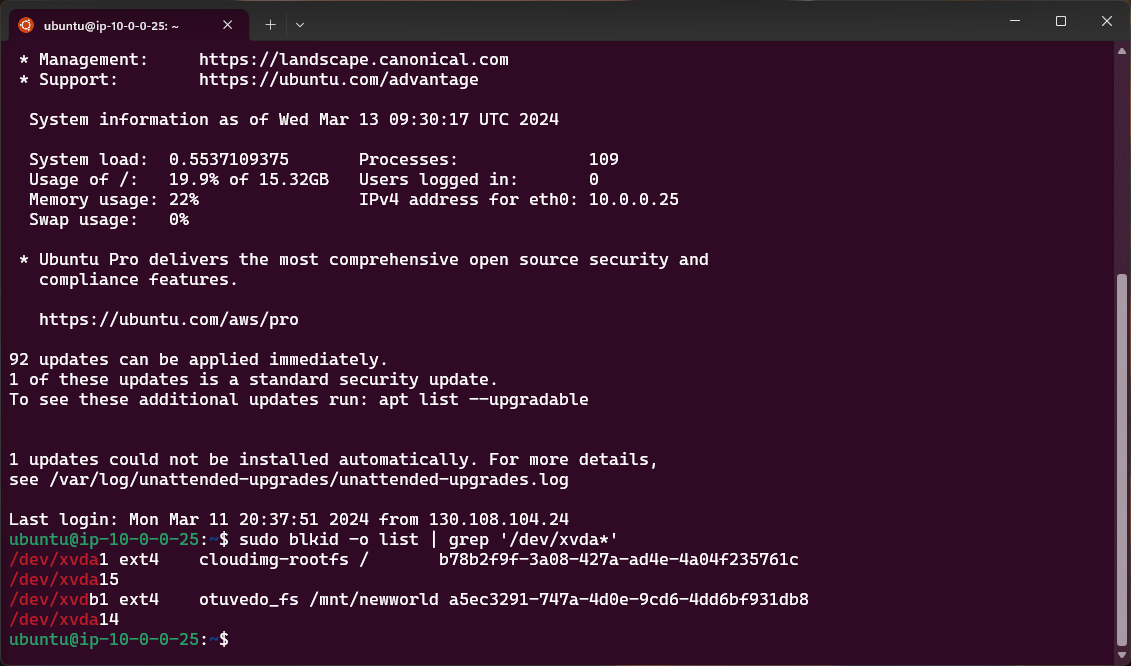 ubuntu@ip-10-0-0-25: ~
* Management:     https://landscape.canonical.com
* Support:        https://ubuntu.com/advantage
System information as of Wed Mar 13 09:30:17 UTC 2024
System load:  0.5537109375       Processes:             109
Usage of /:   19.9% of 15.32GB   Users logged in:       0
Memory usage: 22%                IPv4 address for eth0: 10.0.0.25
Swap usage:   0%
* Ubuntu Pro delivers the most comprehensive open source security and
compliance features.
https://ubuntu.com/aws/pro
92 updates can be applied immediately.
1 of these updates is a standard security update.
To see these additional updates run: apt list --upgradable
1 updates could not be installed automatically. For more details,
see /var/log/unattended-upgrades/unattended-upgrades.log
Last login: Mon Mar 11 20:37:51 2024 from 130.108.104.24
ubuntu@ip-10-0-0-25:~$ sudo blkid -o list | grep '/dev/xvda*'
/dev/xvda1 ext4    cloudimg-rootfs /       b78b2f9f-3a08-427a-ad4e-4a04f235761c
/dev/xvda15
/dev/xvdb1 ext4    otuvedo_fs /mnt/newworld a5ec3291-747a-4d0e-9cd6-4dd6bf931db8
/dev/xvda14
ubuntu@ip-10-0-0-25:~$